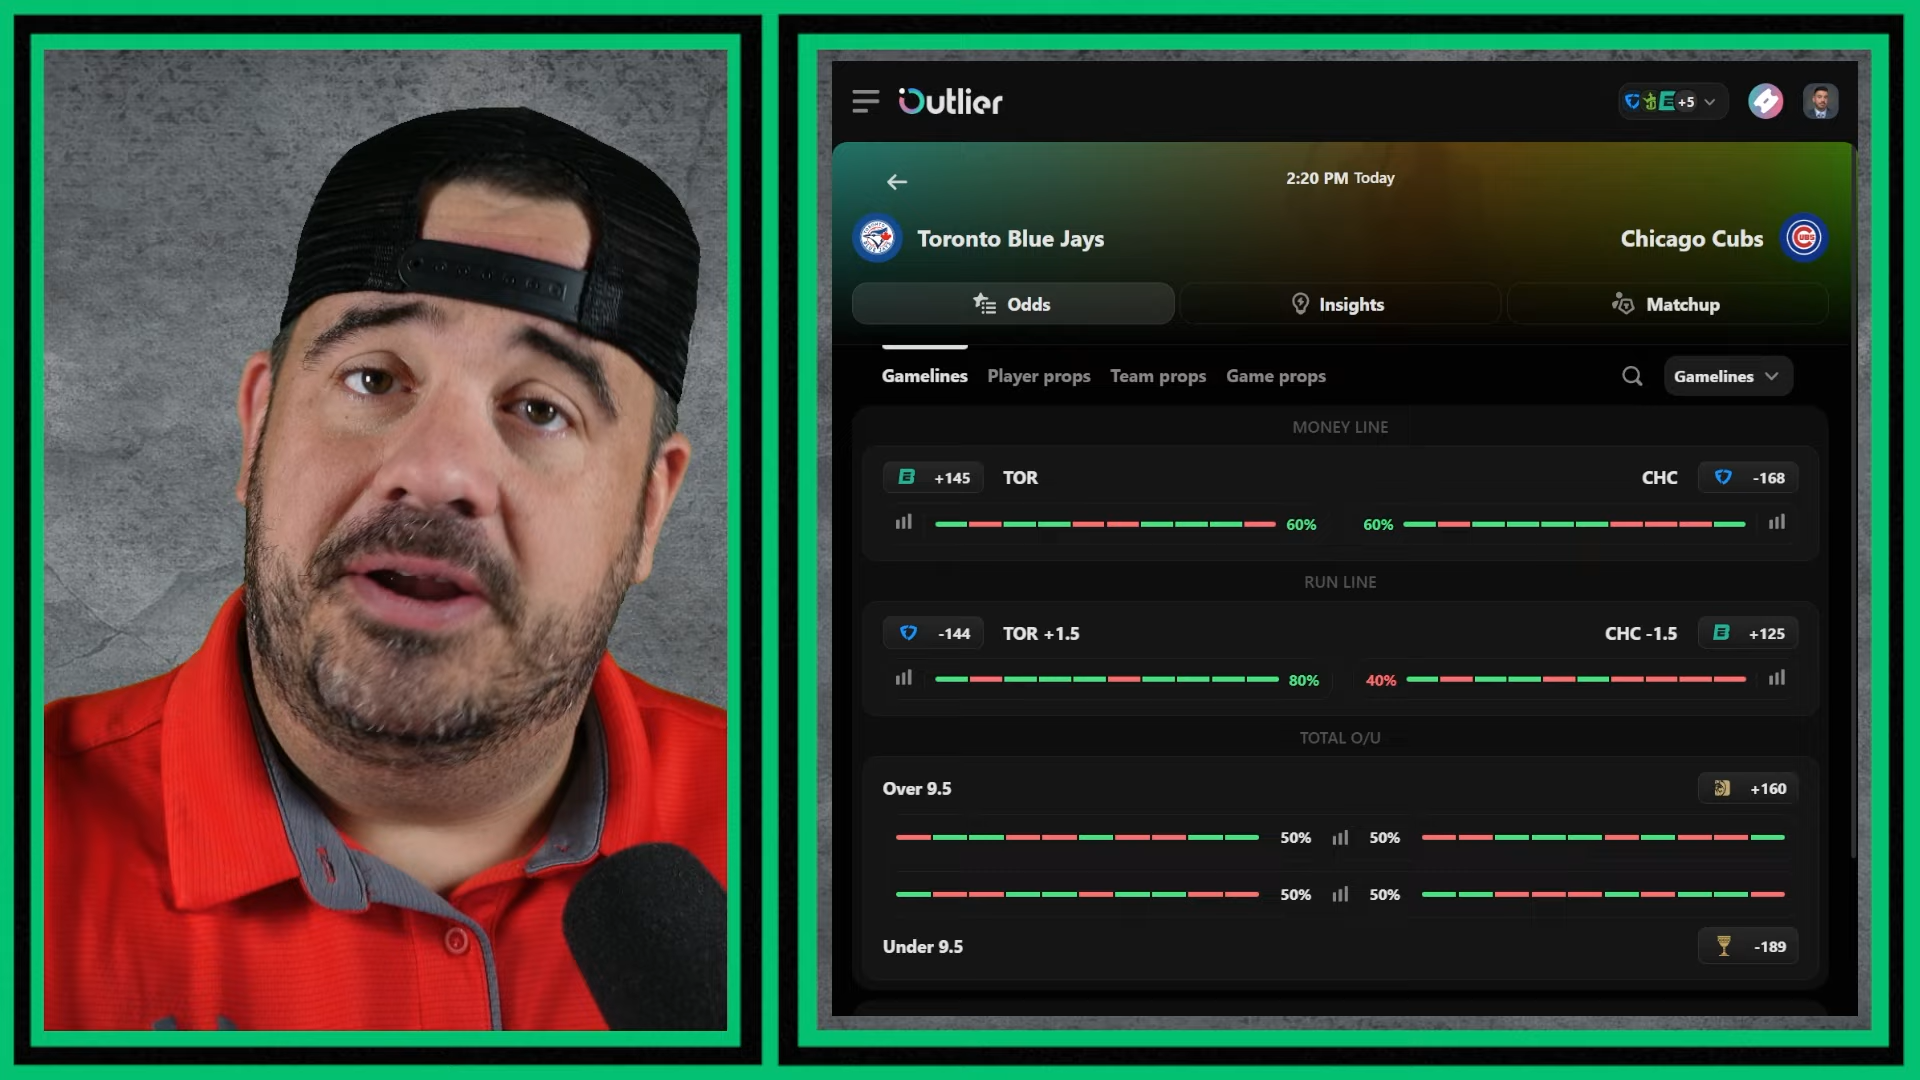 Outlier
+5
2:20 PM Today
Toronto Blue Jays
Chicago Cubs
Odds
Insights
Matchup
Gamelines
Player props
Team props
Game props
Gamelines
MONEY LINE
+145 TOR
CHC -168
60%
60%
RUN LINE
-144 TOR +1.5
CHC -1.5 +125
80%
40%
TOTAL O/U
Over 9.5
+160
50%
50%
50%
50%
Under 9.5
-189